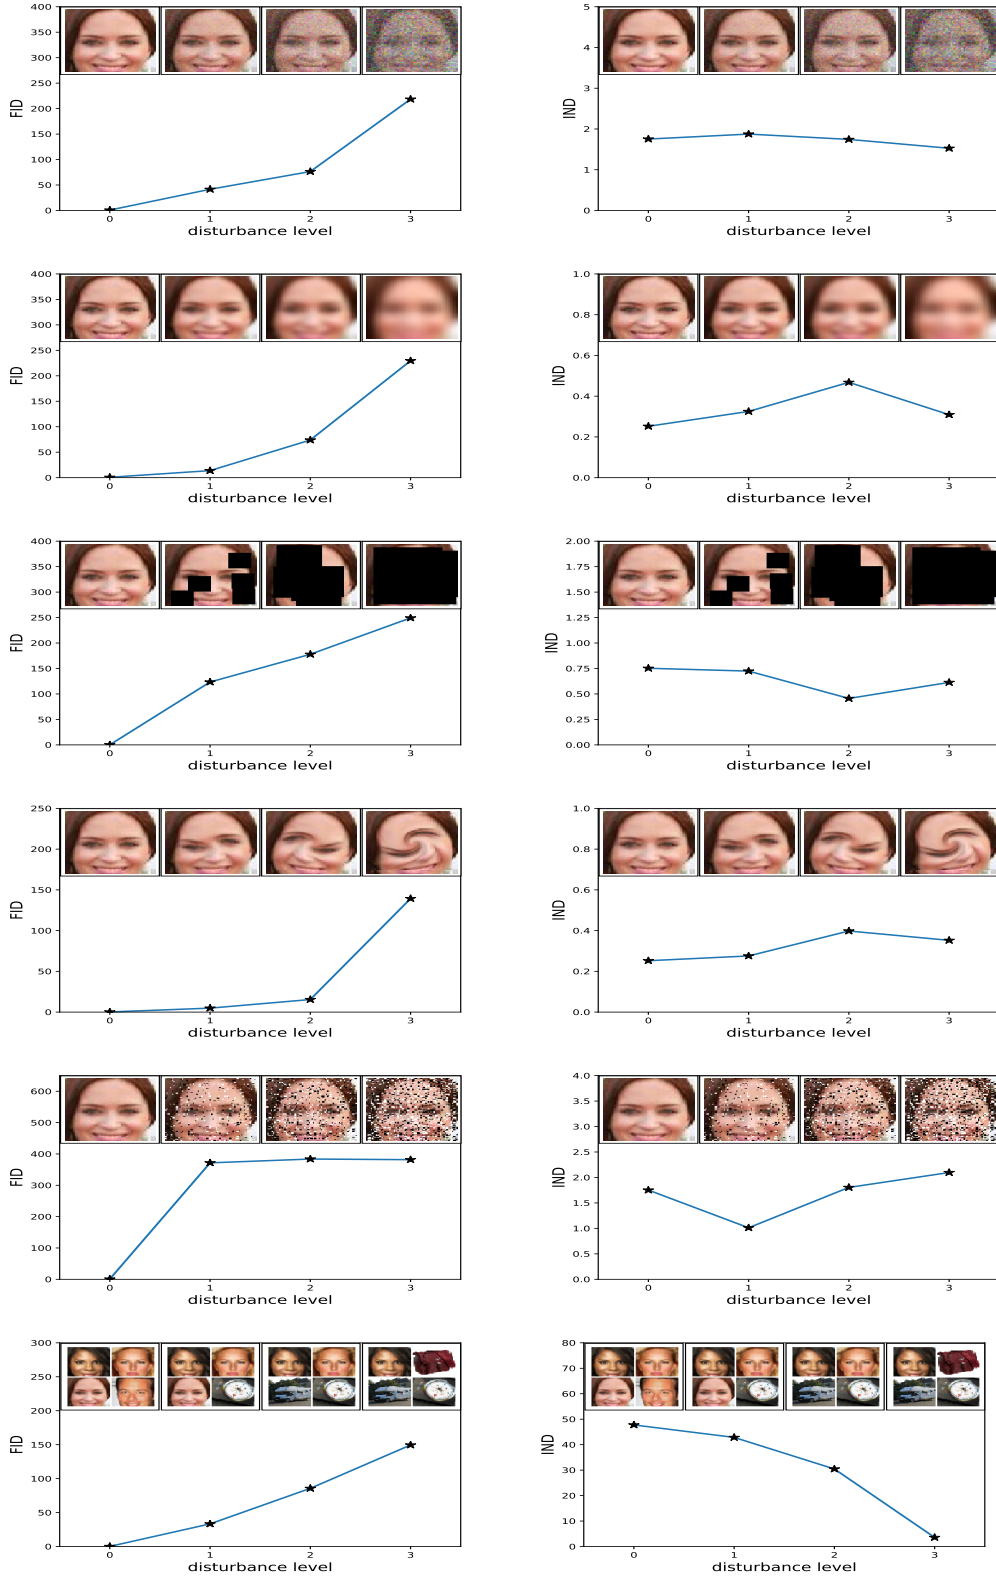 400
350
300
250
200
150
100
50
0
FID
0 1 2 3
disturbance level
5
4
3
2
1
0
IND
0 1 2 3
disturbance level
400
350
300
250
200
150
100
50
0
FID
0 1 2 3
disturbance level
1.0
0.8
0.6
0.4
0.2
0.0
IND
0 1 2 3
disturbance level
400
350
300
250
200
150
100
50
0
FID
0 1 2 3
disturbance level
2.00
1.75
1.50
1.25
1.00
0.75
0.50
0.25
0.00
IND
0 1 2 3
disturbance level
250
200
150
100
50
0
FID
0 1 2 3
disturbance level
1.0
0.8
0.6
0.4
0.2
0.0
IND
0 1 2 3
disturbance level
600
500
400
300
200
100
0
FID
0 1 2 3
disturbance level
4.0
3.5
3.0
2.5
2.0
1.5
1.0
0.5
0.0
IND
0 1 2 3
disturbance level
300
250
200
150
100
50
0
FID
0 1 2 3
disturbance level
80
70
60
50
40
30
20
10
0
IND
0 1 2 3
disturbance level